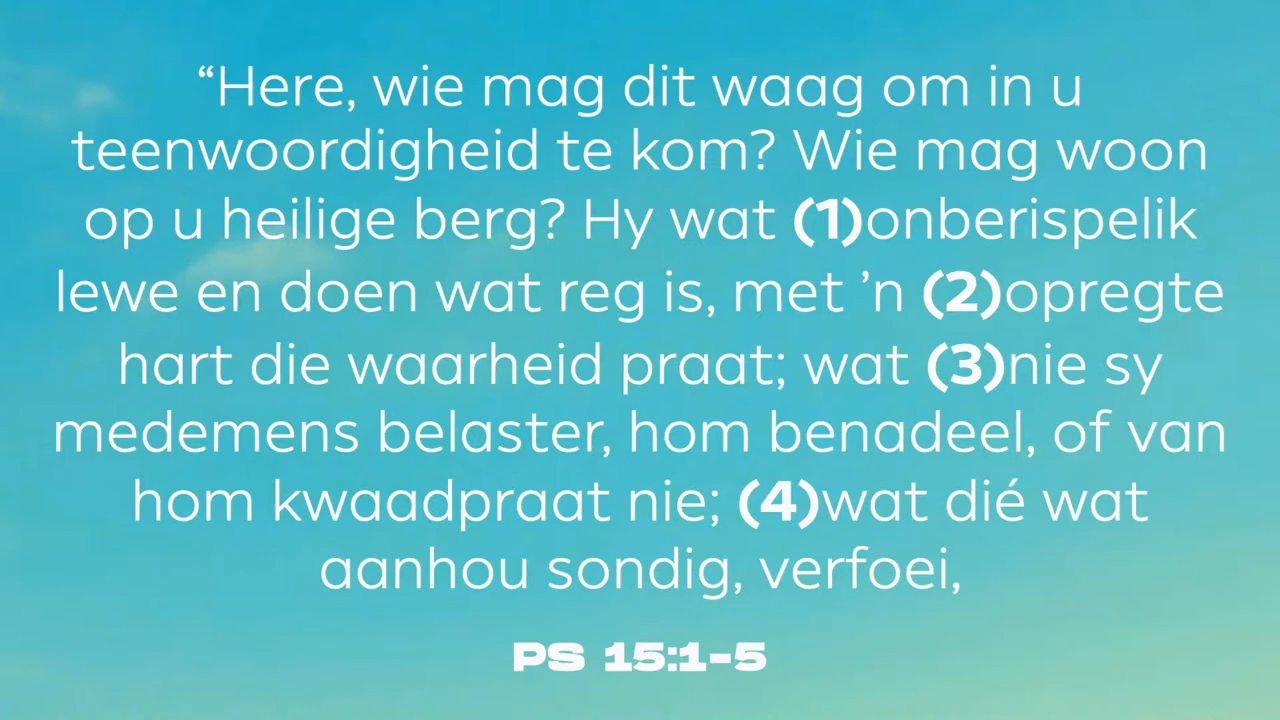 “Here, wie mag dit waag om in u
teenwoordigheid te kom? Wie mag woon
op u heilige berg? Hy wat (1)onberispelik
lewe en doen wat reg is, met ’n (2)opregte
hart die waarheid praat; wat (3)nie sy
medemens belaster, hom benadeel, of van
hom kwaadpraat nie; (4)wat dié wat
aanhou sondig, verfoei,
PS 15:1-5